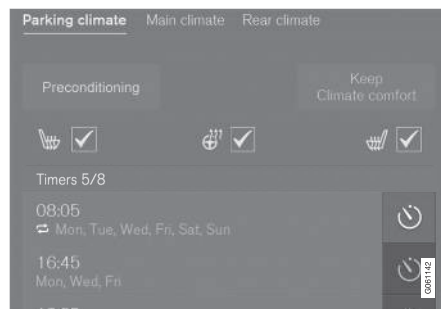 Parking climate Main climate Rear climate
Preconditioning
Keep
Climate comfort
Timers 5/8
08:05
Mon, Tue, Wed, Fri, Sat, Sun
16:45
Mon, Wed, Fri
G061142